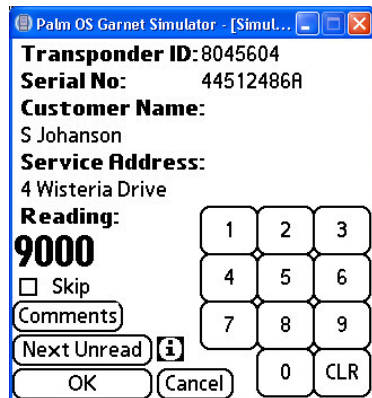 Palm OS Garnet Simulator - [Simul...
Transponder ID: 8045604
Serial No: 44512486A
Customer Name:
S Johanson
Service Address:
4 Wisteria Drive
Reading:
9000
1 2 3
Skip
4 5 6
Comments
7 8 9
Next Unread i
0 CLR
OK Cancel